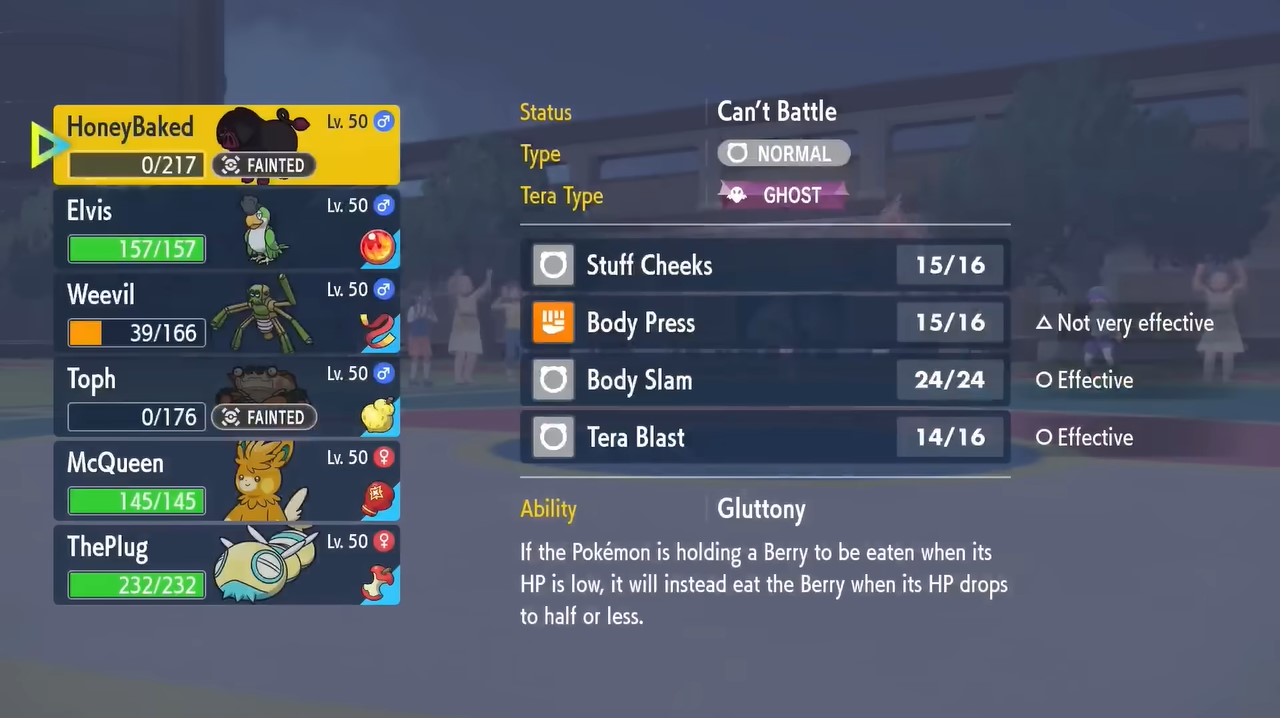 HoneyBaked
Lv. 50
0/217
FAINTED
Elvis
Lv. 50
157/157
Weevil
Lv. 50
39/166
Toph
Lv. 50
0/176
FAINTED
McQueen
Lv. 50
145/145
ThePlug
Lv. 50
232/232
Status Can't Battle
Type NORMAL
Tera Type GHOST
Stuff Cheeks 15/16
Body Press 15/16 Not very effective
Body Slam 24/24 Effective
Tera Blast 14/16 Effective
Ability Gluttony
If the Pokémon is holding a Berry to be eaten when its
HP is low, it will instead eat the Berry when its HP drops
to half or less.